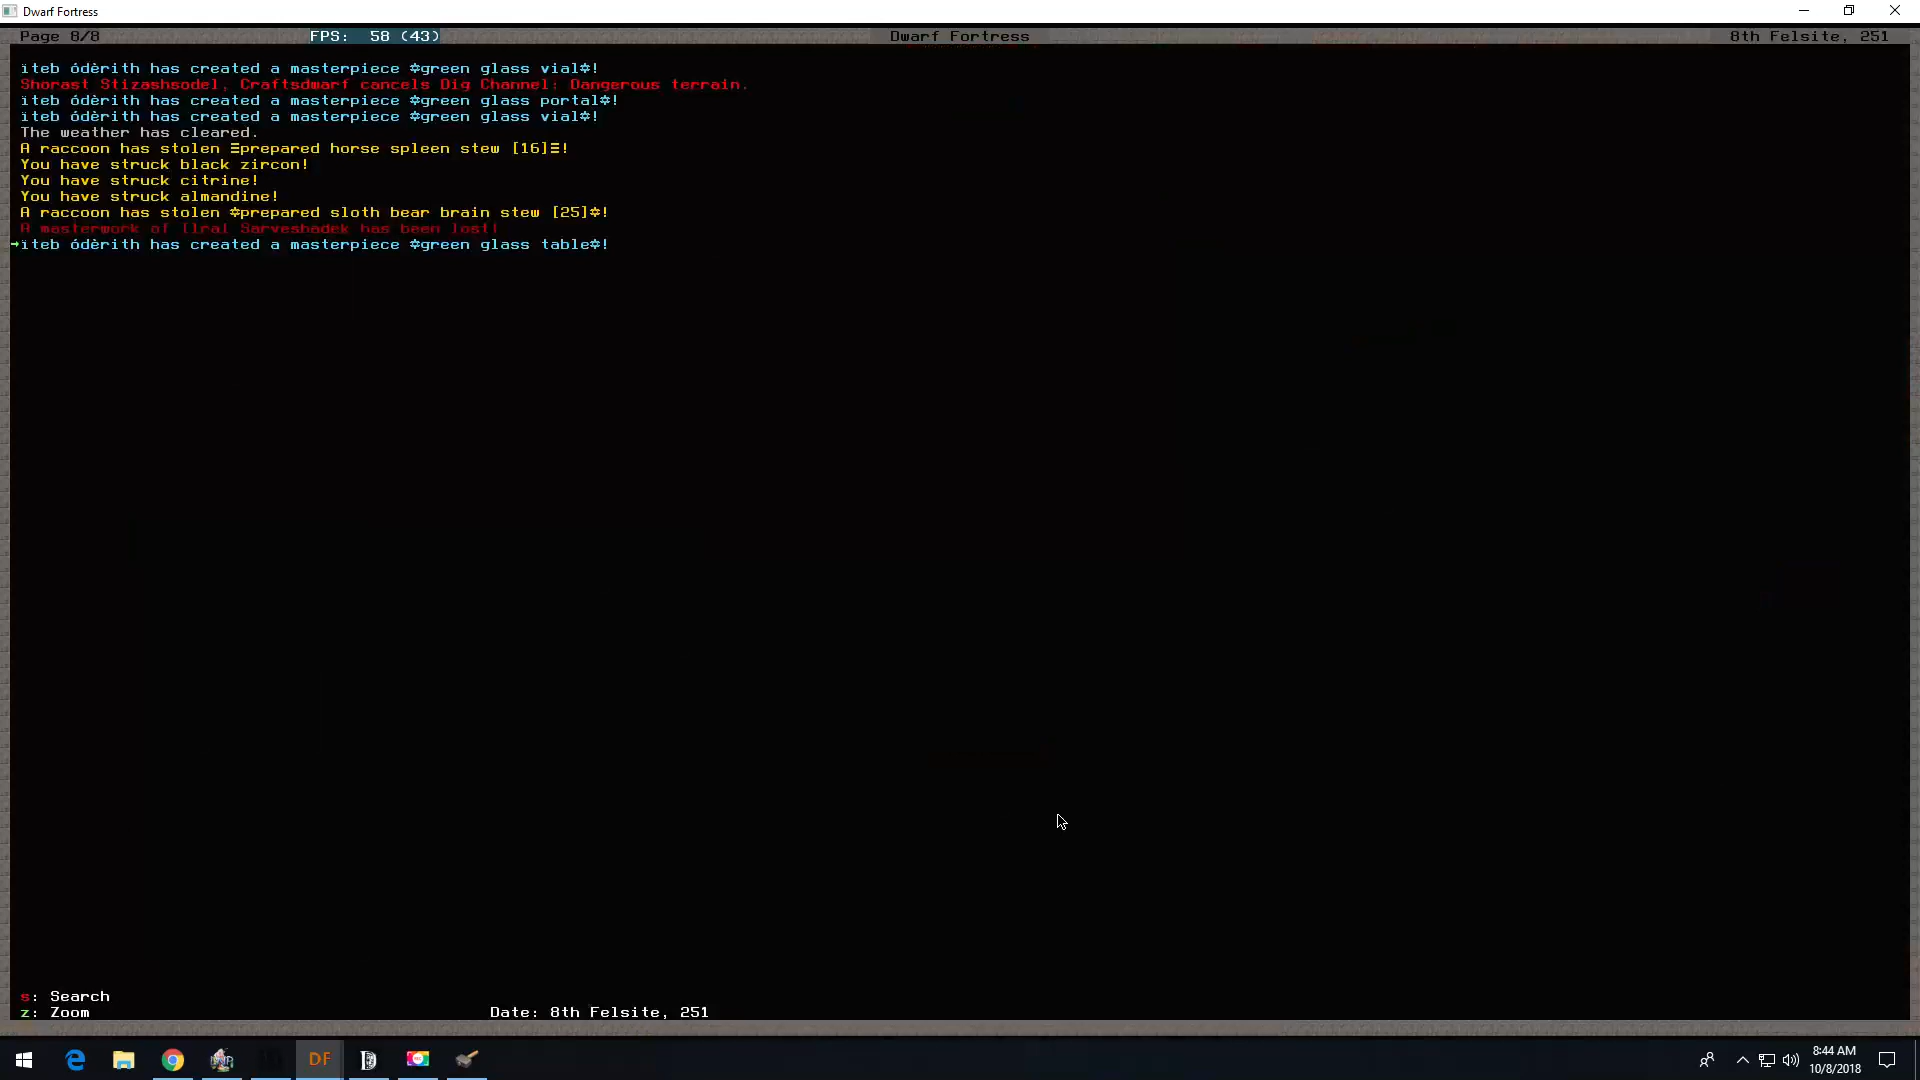 Dwarf Fortress
Page 8/8 FPS: 58 (43) Dwarf Fortress 8th Felsite, 251
ïteb ódèrith has created a masterpiece ☼green glass vial☼!
Shorast Stizashsodel, Craftsdwarf cancels Dig Channel: Dangerous terrain.
ïteb ódèrith has created a masterpiece ☼green glass portal☼!
ïteb ódèrith has created a masterpiece ☼green glass vial☼!
The weather has cleared.
A raccoon has stolen ≡prepared horse spleen stew [16]≡!
You have struck black zircon!
You have struck citrine!
You have struck almandine!
A raccoon has stolen ☼prepared sloth bear brain stew [25]☼!
A masterwork of Sarveshadek has been lost!
→ïteb ódèrith has created a masterpiece ☼green glass table☼!
s: Search
z: Zoom Date: 8th Felsite, 251
DF
8:44 AM
10/8/2018